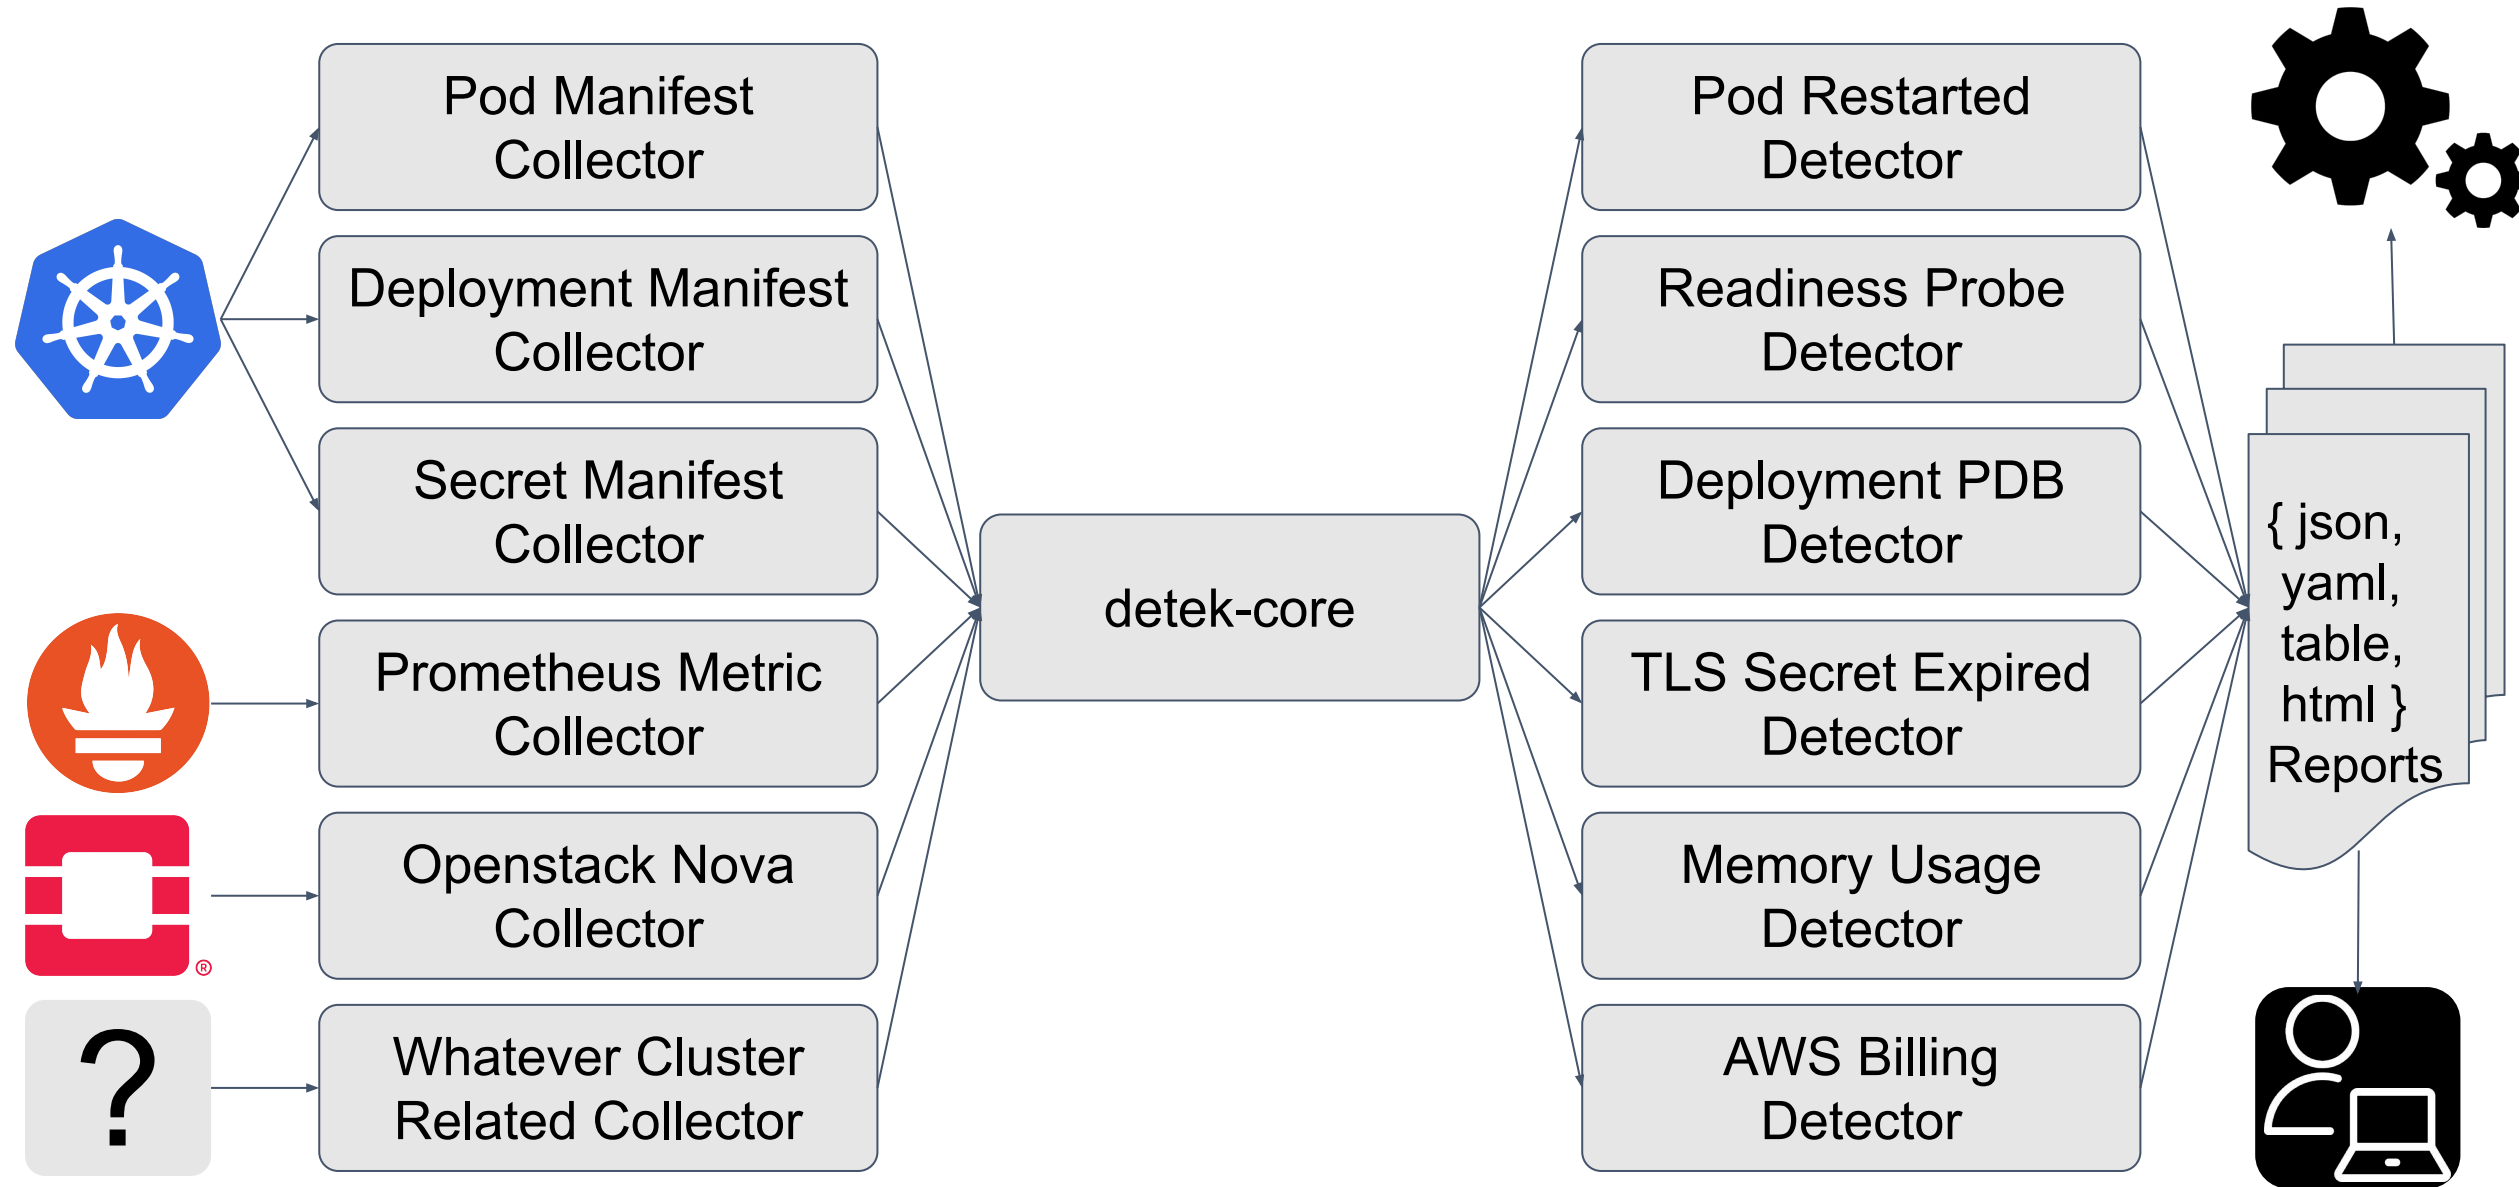 Pod Manifest
Collector
Deployment Manifest
Collector
Secret Manifest
Collector
Prometheus Metric
Collector
Openstack Nova
Collector
®
?
Whatever Cluster
Related Collector
detek-core
Pod Restarted
Detector
Readiness Probe
Detector
Deployment PDB
Detector
TLS Secret Expired
Detector
Memory Usage
Detector
AWS Billing
Detector
{ json,
yaml,
table,
html }
Reports